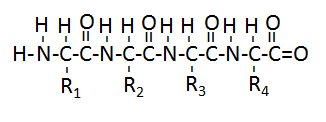 H H O H H O H H O H H O
H-N-C-C-N-C-C-N-C-C-N-C-C=O
R₁ R₂ R₃ R₄